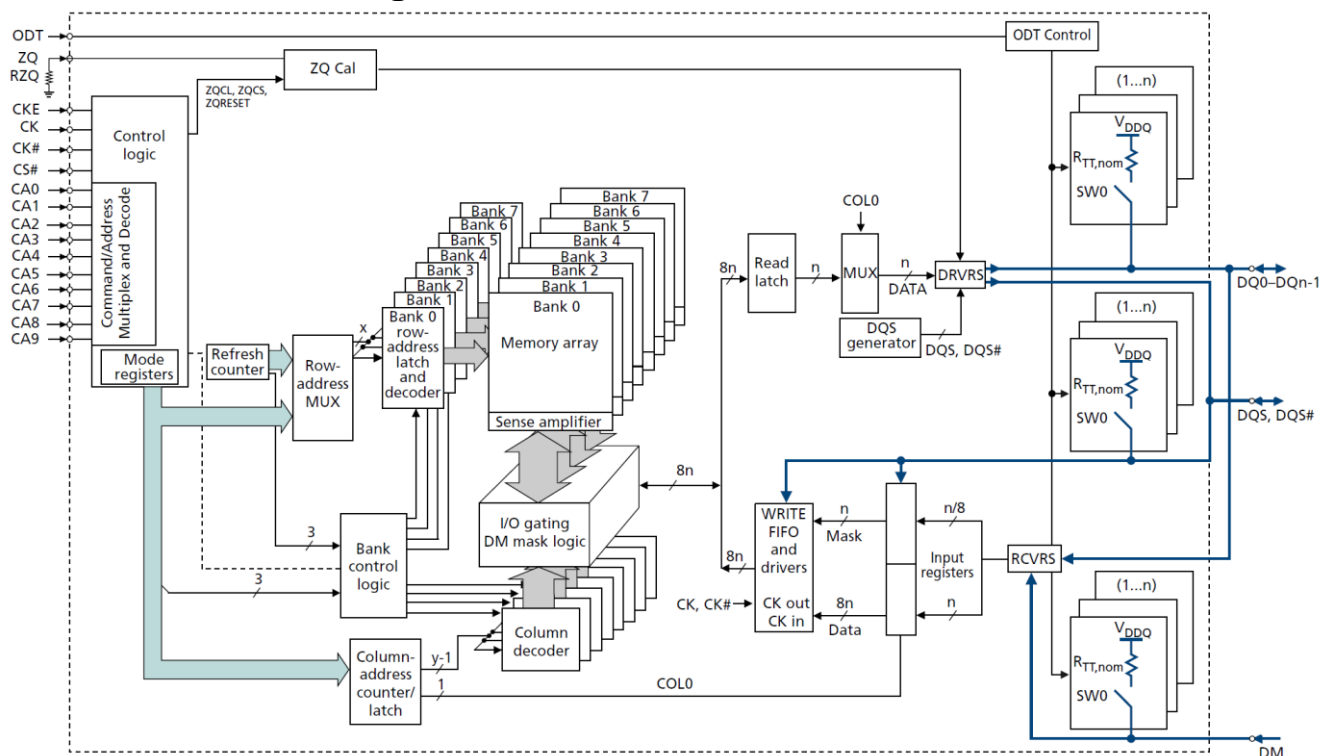 ODT
ZQ
RZQ
CKE
CK
CK#
CS#
CA0
CA1
CA2
CA3
CA4
CA5
CA6
CA7
CA8
CA9
Control
logic
Command/Address
Multiplex and Decode
Mode
registers
ZQ Cal
ZQCL, ZQCS,
ZQRESET
Refresh
counter
Row-
address
MUX
x
3
3
Bank
control
logic
Column-
address
counter/
latch
y-1
1
COL0
Bank 7
Bank 6
Bank 5
Bank 4
Bank 3
Bank 2
Bank 1
Bank 0
row-
address
latch
and
decoder
Bank 7
Bank 6
Bank 5
Bank 4
Bank 3
Bank 2
Bank 1
Bank 0
Memory array
Sense amplifier
I/O gating
DM mask logic
Column
decoder
8n
8n
Read
latch
n
COL0
MUX
n
DATA
DRVRS
DQS
generator
DQS, DQS#
8n
WRITE
FIFO
and
drivers
CK out
CK in
CK, CK#
n
Mask
8n
Data
n/8
Input
registers
n
RCVRS
ODT Control
(1...n)
VDDQ
RTT,nom
SW0
DQ0–DQn-1
(1...n)
VDDQ
RTT,nom
SW0
DQS, DQS#
(1...n)
VDDQ
RTT,nom
SW0
DM